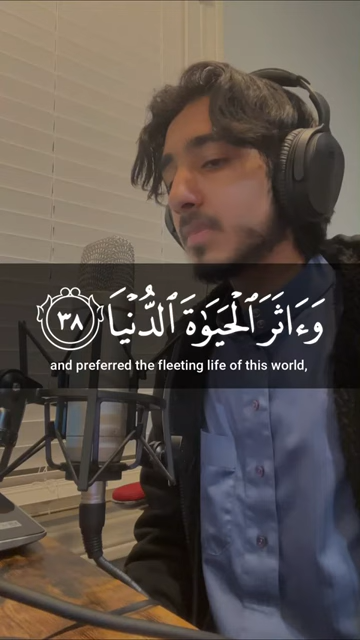 وَءَاثَرَ ٱلْحَيَوٰةَ ٱلدُّنْيَا ٣٨
and preferred the fleeting life of this world,